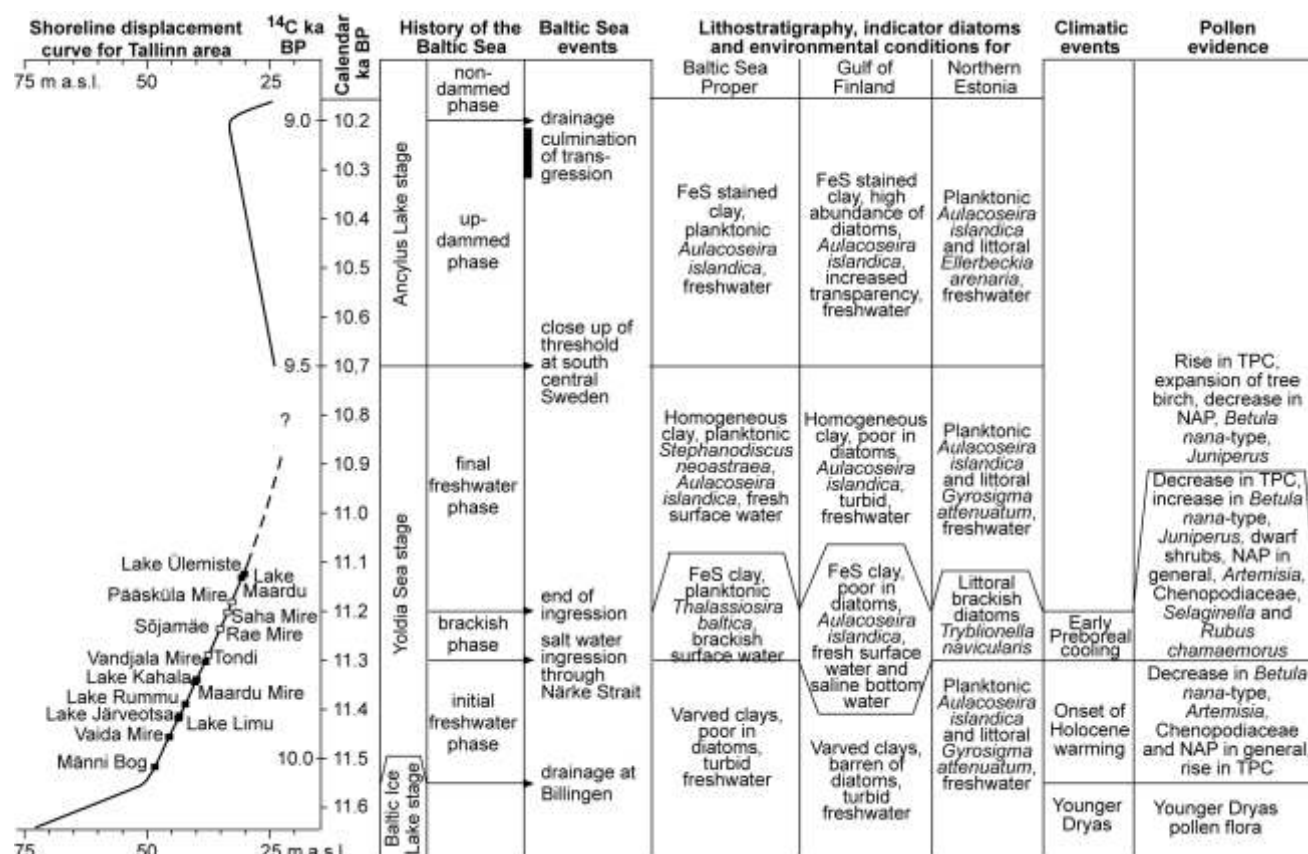 Shoreline displacement
curve for Tallinn area
14C ka
BP
Calendar
ka BP
History of the
Baltic Sea
Baltic Sea
events
Lithostratigraphy, indicator diatoms
and environmental conditions for
Climatic
events
Pollen
evidence
75 m a.s.l. 50 25
Baltic Sea
Proper
Gulf of
Finland
Northern
Estonia
9.0
9.5
10.0
10.2
10.3
10.4
10.5
10.6
10.7
10.8
10.9
11.0
11.1
11.2
11.3
11.4
11.5
11.6
?
Lake Ülemiste
Lake
Maardu
Pääsküla Mire
Saha Mire
Sõjamäe
Rae Mire
Vandjala Mire
Tondi
Lake Kahala
Maardu Mire
Lake Rummu
Lake Järveotsa
Lake Limu
Vaida Mire
Männi Bog
75 50 25 m a.s.l.
Ancylus Lake stage
Yoldia Sea stage
Baltic Ice
Lake stage
non-
dammed
phase
up-
dammed
phase
final
freshwater
phase
brackish
phase
initial
freshwater
phase
drainage
culmination
of trans-
gression
close up of
threshold
at south
central
Sweden
end of
ingression
salt water
ingression
through
Närke Strait
drainage at
Billingen
FeS stained
clay,
planktonic
Aulacoseira
islandica,
freshwater
Homogeneous
clay, planktonic
Stephanodiscus
neoastraea,
Aulacoseira
islandica, fresh
surface water
FeS clay,
planktonic
Thalassiosira
baltica,
brackish
surface water
Varved clays,
poor in
diatoms,
turbid
freshwater
FeS stained
clay, high
abundance of
diatoms,
Aulacoseira
islandica,
increased
transparency,
freshwater
Homogeneous
clay, poor in
diatoms,
Aulacoseira
islandica,
turbid,
freshwater
FeS clay,
poor in
diatoms,
Aulacoseira
islandica,
fresh surface
water and
saline bottom
water
Varved clays,
barren of
diatoms,
turbid
freshwater
Planktonic
Aulacoseira
islandica
and littoral
Ellerbeckia
arenaria,
freshwater
Planktonic
Aulacoseira
islandica
and littoral
Gyrosigma
attenuatum,
freshwater
Littoral
brackish
diatoms
Tryblionella
navicularis
Planktonic
Aulacoseira
islandica
and littoral
Gyrosigma
attenuatum,
freshwater
Early
Preboreal
cooling
Onset of
Holocene
warming
Younger
Dryas
Rise in TPC,
expansion of tree
birch, decrease in
NAP, Betula
nana-type,
Juniperus
Decrease in TPC,
increase in Betula
nana-type,
Juniperus, dwarf
shrubs, NAP in
general, Artemisia,
Chenopodiaceae,
Selaginella and
Rubus
chamaemorus
Decrease in Betula
nana-type,
Artemisia,
Chenopodiaceae
and NAP in general
rise in TPC
Younger Dryas
pollen flora